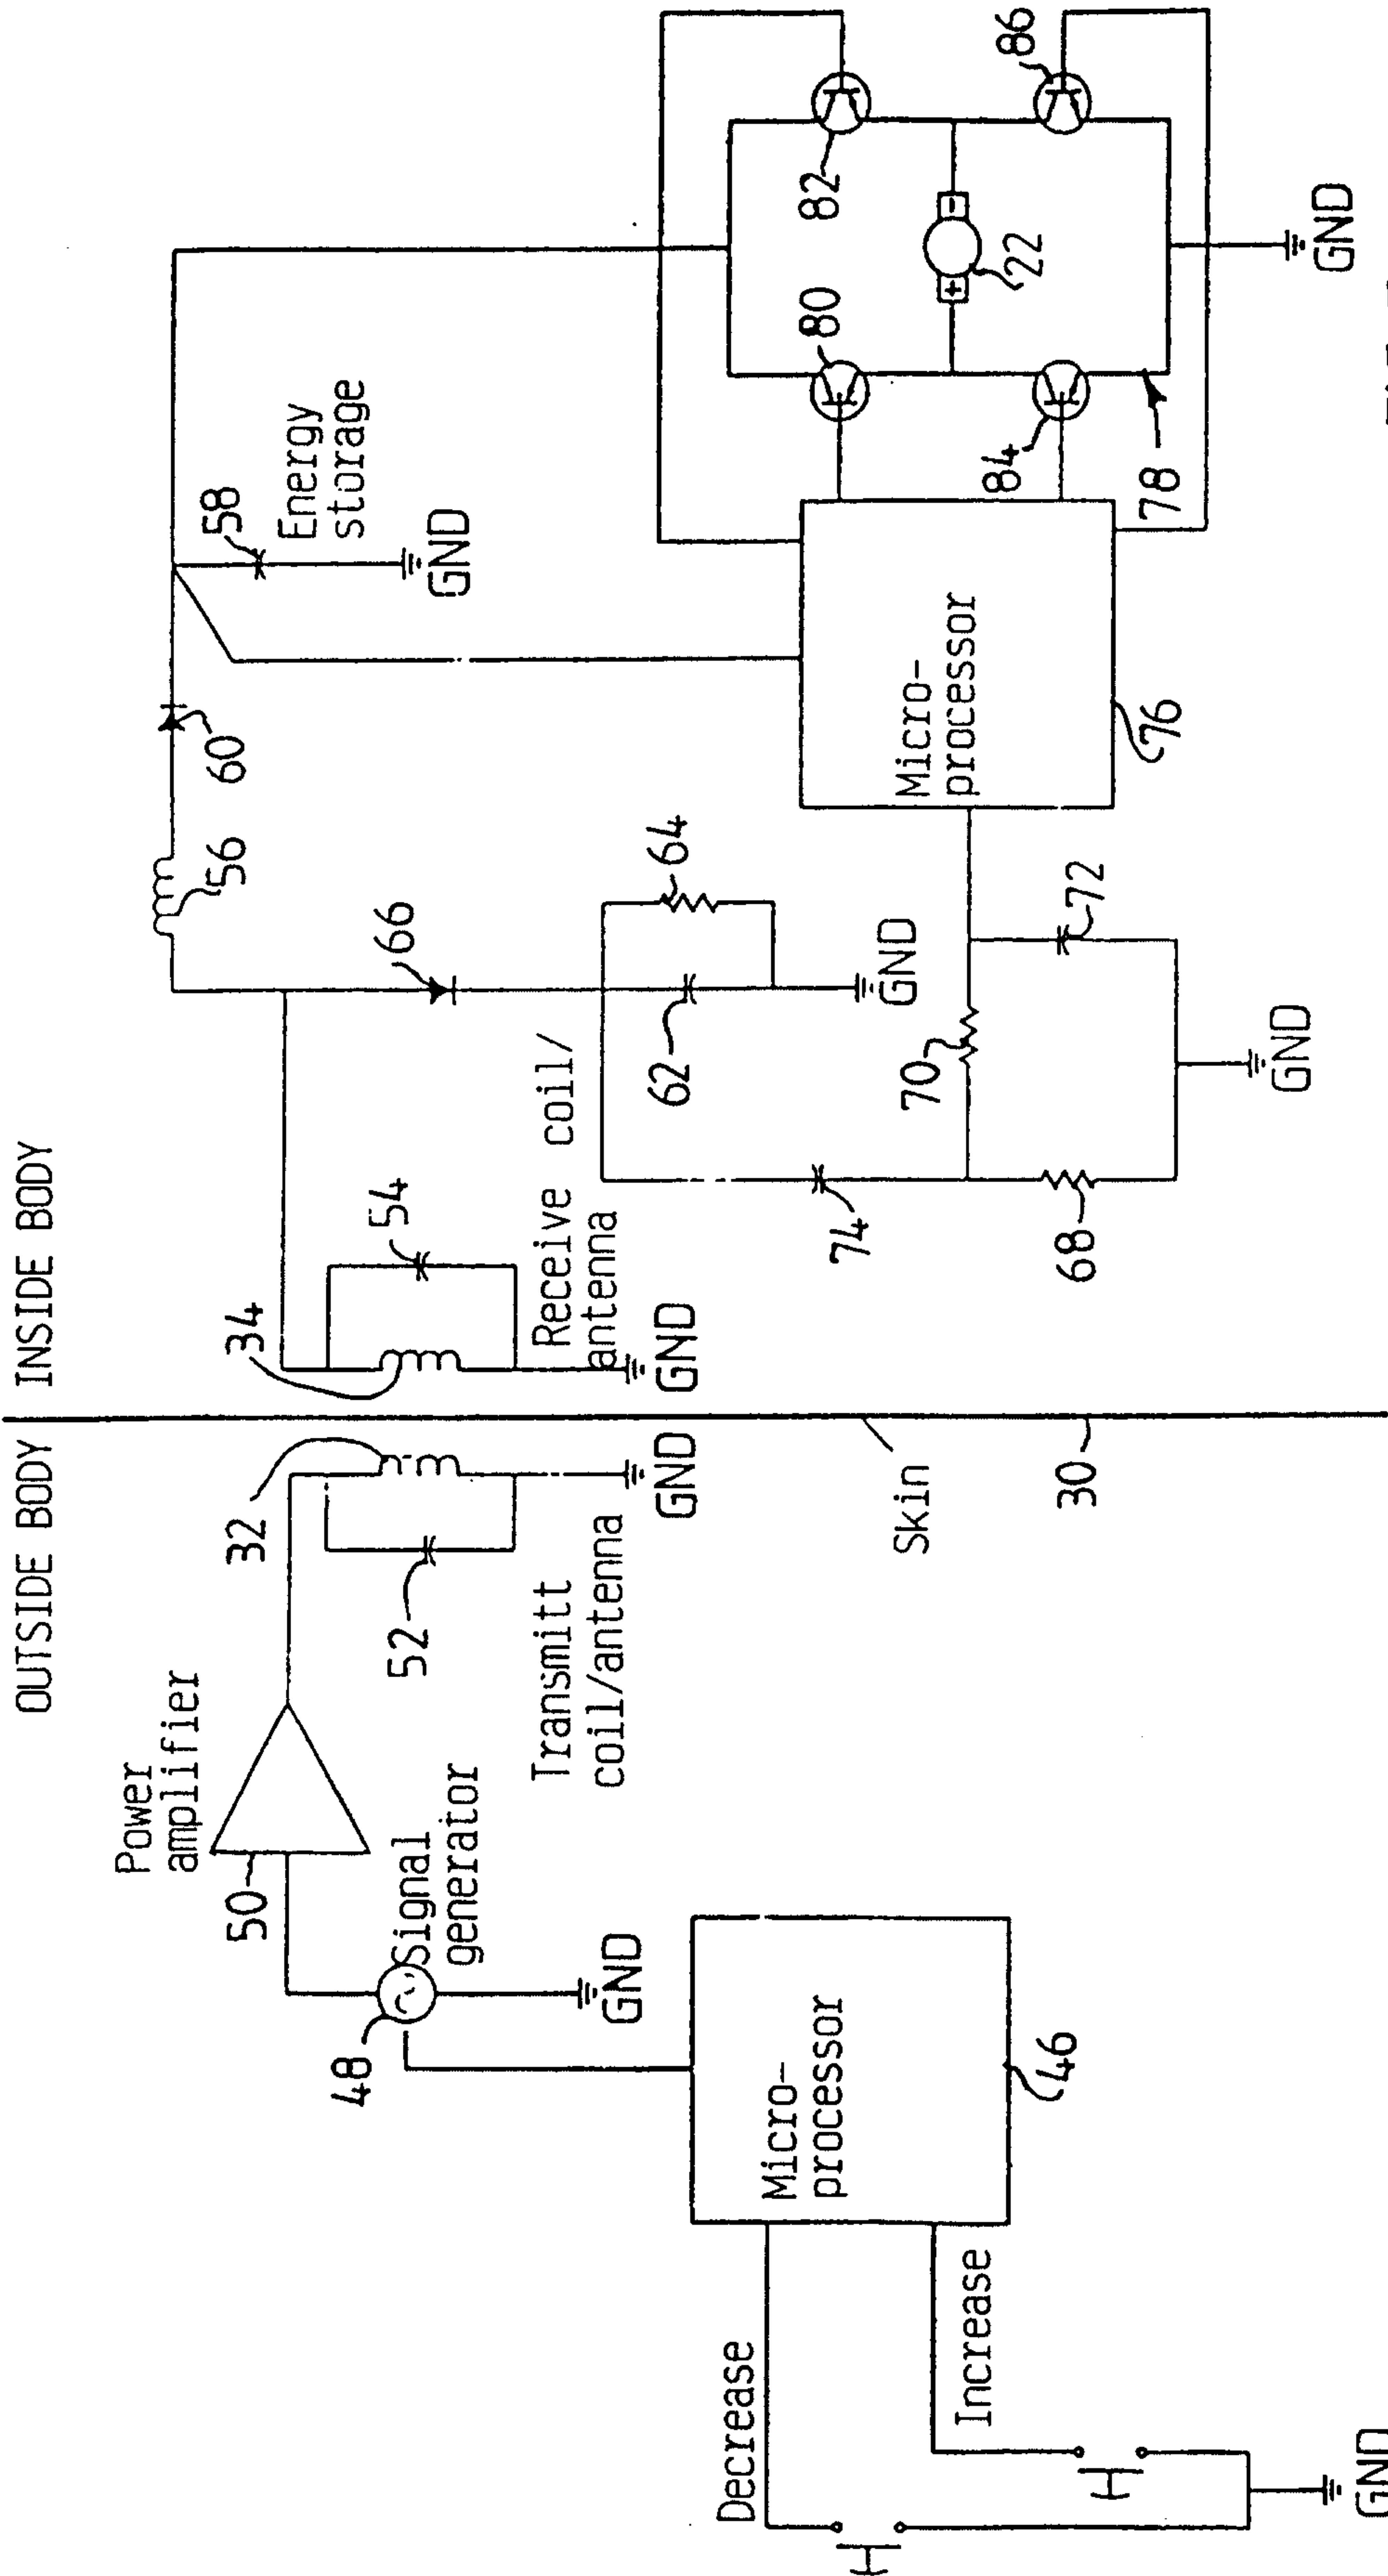 OUTSIDE BODY
INSIDE BODY
Power
amplifier
50
32
34
56
60
58
Energy
storage
GND
48
Signal
generator
GND
52
Transmitt
coil/antenna
GND
54
Receive coil/
antenna
GND
66
62
64
GND
74
70
72
68
GND
Skin
30
Decrease
Increase
GND
Micro-
processor
46
Micro-
processor
76
80
82
84
86
22
78
GND